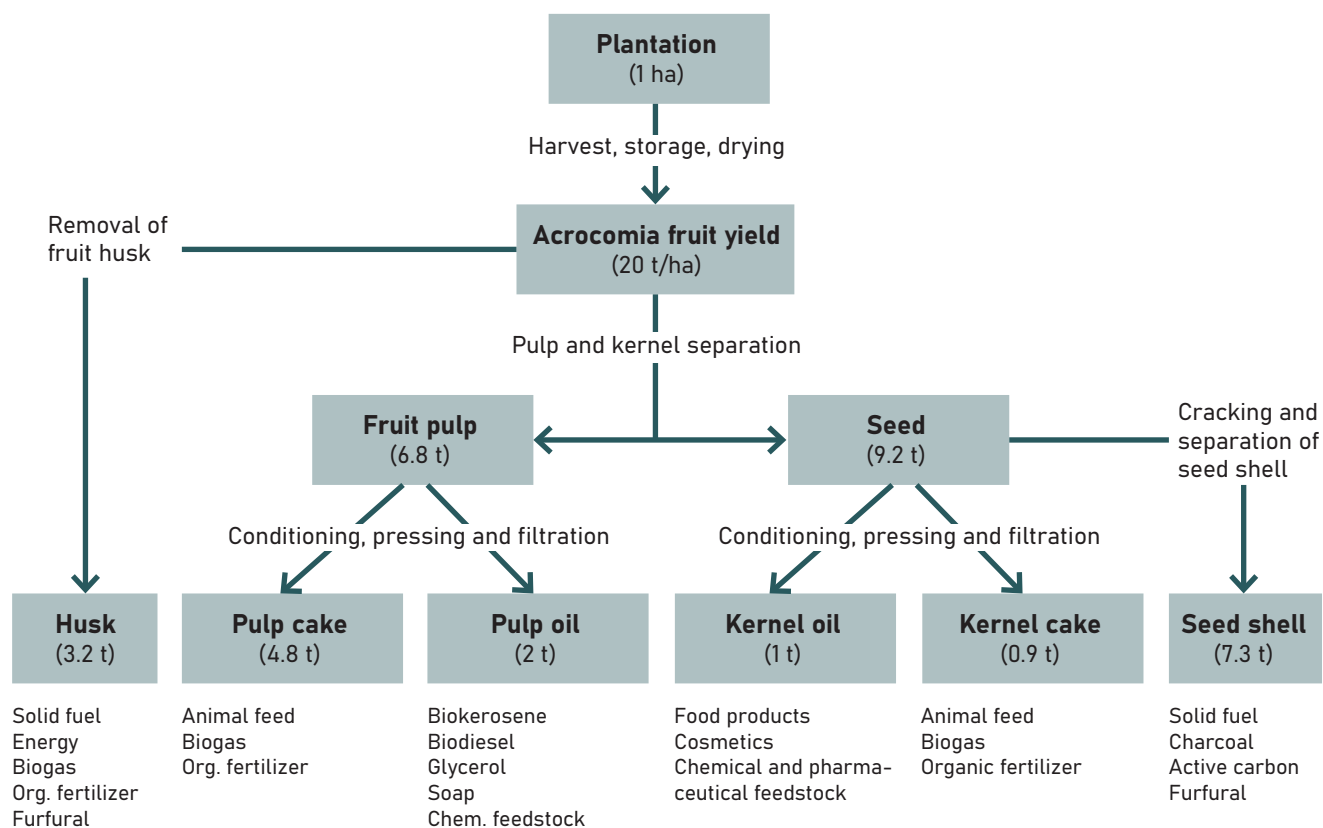 Plantation
(1 ha)
Harvest, storage, drying
Removal of
fruit husk
Acrocomia fruit yield
(20 t/ha)
Pulp and kernel separation
Fruit pulp
(6.8 t)
Seed
(9.2 t)
Cracking and
separation of
seed shell
Conditioning, pressing and filtration
Conditioning, pressing and filtration
Husk
(3.2 t)
Pulp cake
(4.8 t)
Pulp oil
(2 t)
Kernel oil
(1 t)
Kernel cake
(0.9 t)
Seed shell
(7.3 t)
Solid fuel
Energy
Biogas
Org. fertilizer
Furfural
Animal feed
Biogas
Org. fertilizer
Biokerosene
Biodiesel
Glycerol
Soap
Chem. feedstock
Food products
Cosmetics
Chemical and pharma-
ceutical feedstock
Animal feed
Biogas
Organic fertilizer
Solid fuel
Charcoal
Active carbon
Furfural